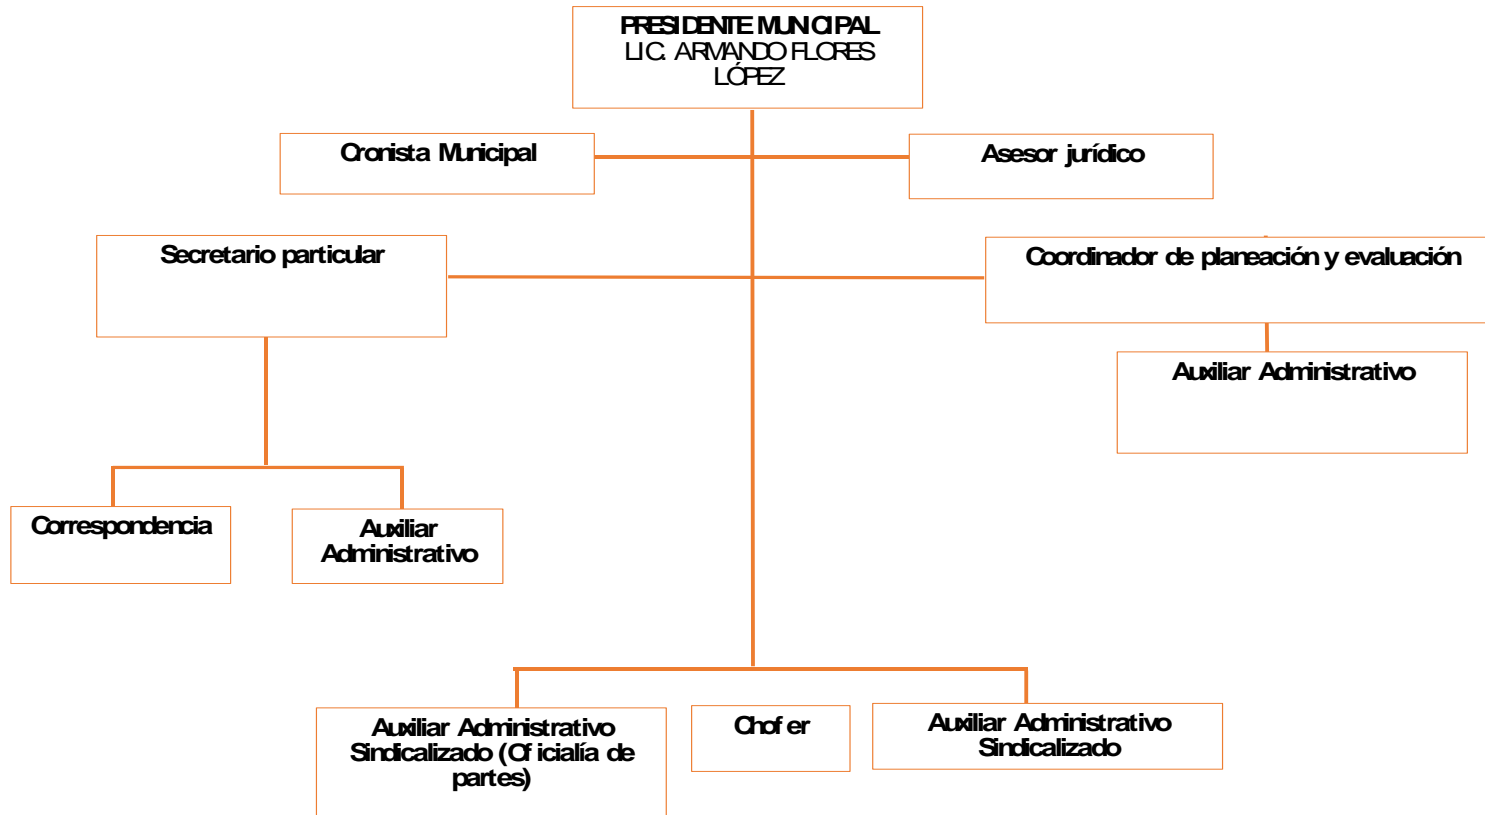 PRESIDENTE MUNICIPAL
LIC. ARMANDO FLORES
LÓPEZ
Cronista Municipal
Asesor jurídico
Secretario particular
Coordinador de planeación y evaluación
Auxiliar Administrativo
Correspondencia
Auxiliar
Administrativo
Auxiliar Administrativo
Sindicalizado (Oficialía de
partes)
Chofer
Auxiliar Administrativo
Sindicalizado